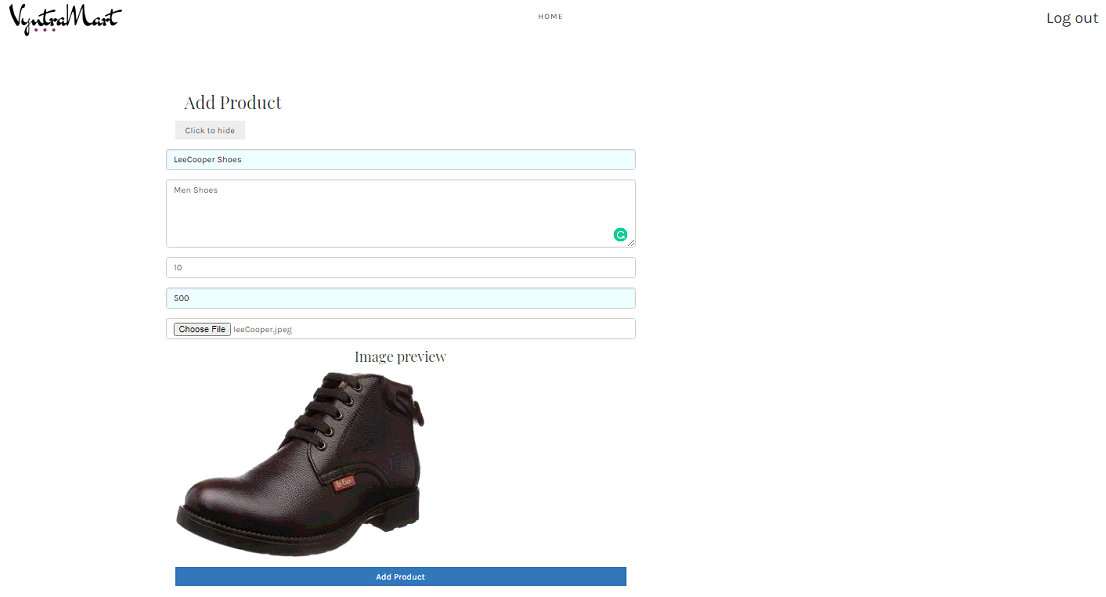 VyntraMart
HOME
Log out
Add Product
Click to hide
LeeCooper Shoes
Men Shoes
10
500
Choose File leeCooper.jpeg
Image preview
Add Product